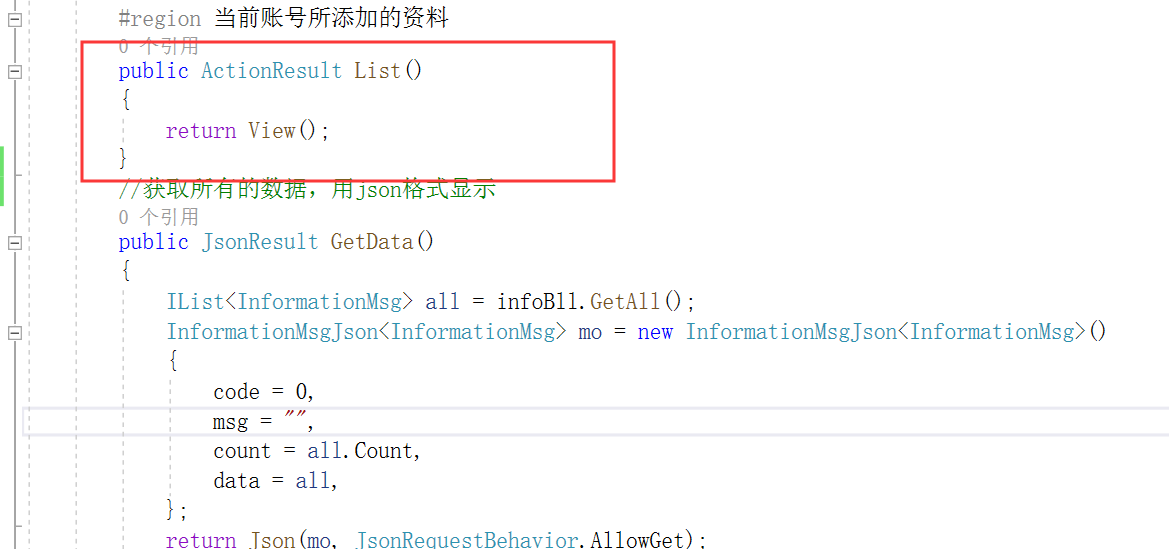 #region 当前账号所添加的资料
0 个引用
public ActionResult List()
{
return View();
}
//获取所有的数据，用json格式显示
0 个引用
public JsonResult GetData()
{
IList<InformationMsg> all = infoBll.GetAll();
InformationMsgJson<InformationMsg> mo = new InformationMsgJson<InformationMsg>()
{
code = 0,
msg = "",
count = all.Count,
data = all,
};
return Json(mo, JsonRequestBehavior.AllowGet);